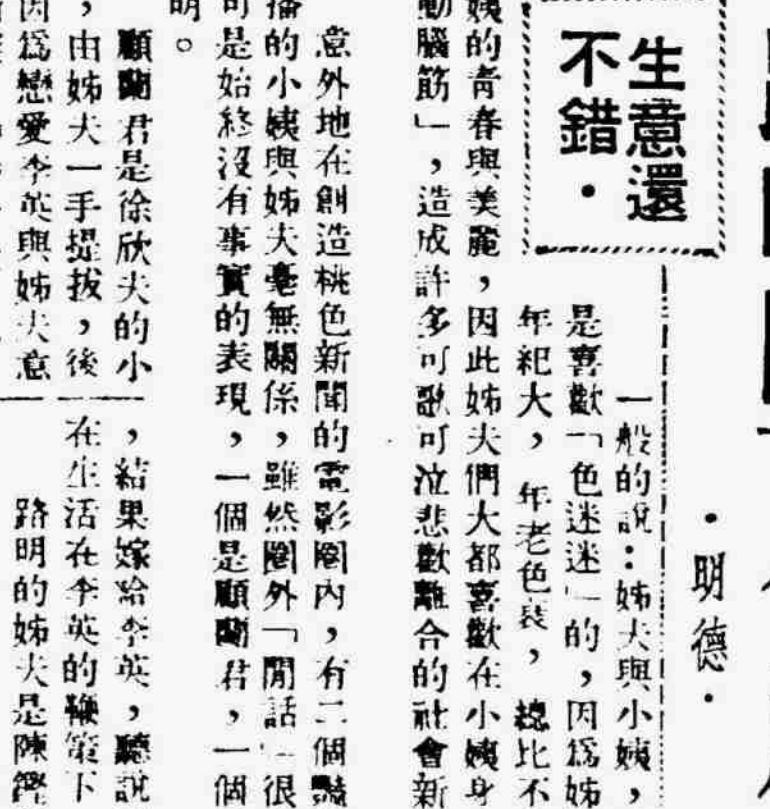 生意還
不錯・
・明德・
一般的說：姊夫與小姨，
是喜歡「色迷迷」的，因爲姊
年紀大，年老色衰，總比不
姨的靑春與美麗，因此姊夫們大都喜歡在小姨身
動腦筋」，造成許多可歌可泣悲歡離合的社會新
意外地在創造桃色新聞的電影圈內，有二個
播的小姨與姊夫毫無關係，雖然圈外「閒話」很
可是始終沒有事實的表現，一個是顧蘭君，一個
明。
顧蘭君是徐欣夫的小
，由姊夫一手提拔，後
因爲戀愛李英與姊夫意
，結果嫁給李英，聽說
在生活在李英的鞭策下
路明的姊夫是陳鏗